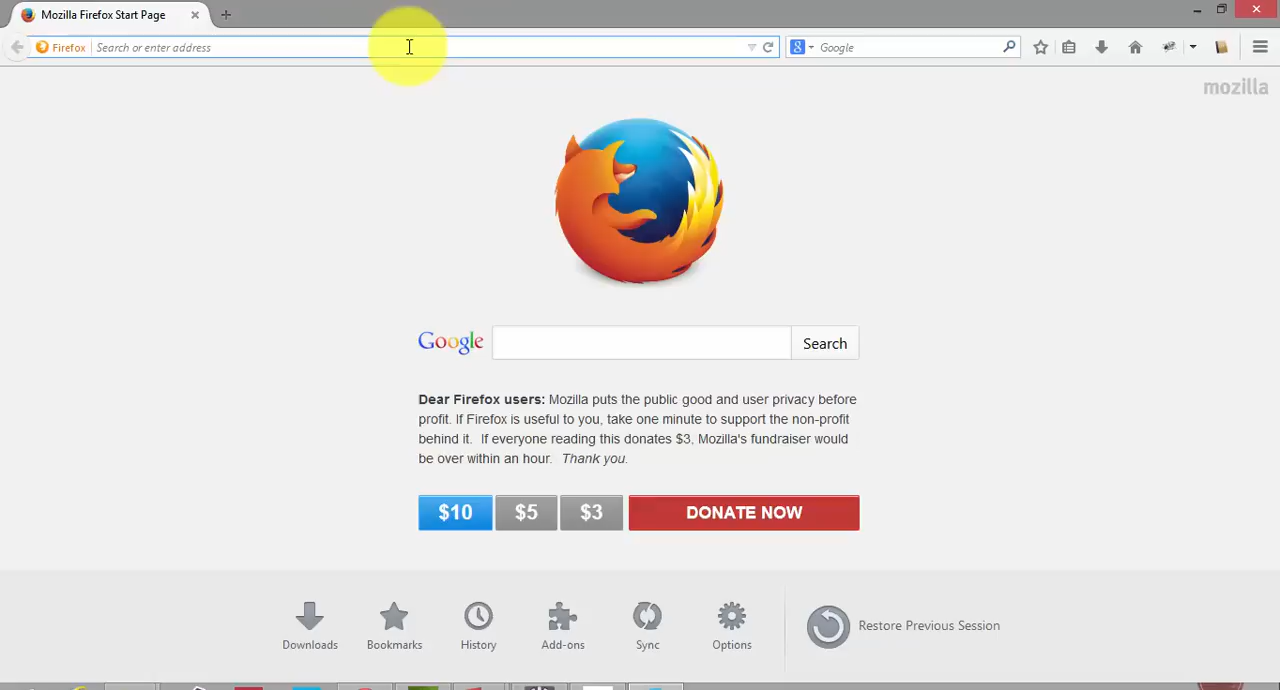 Mozilla Firefox Start Page
Firefox Search or enter address
Google
mozilla
Google Search
Dear Firefox users: Mozilla puts the public good and user privacy before
profit. If Firefox is useful to you, take one minute to support the non-profit
behind it. If everyone reading this donates $3, Mozilla's fundraiser would
be over within an hour. Thank you.
$10 $5 $3 DONATE NOW
Downloads Bookmarks History Add-ons Sync Options
Restore Previous Session